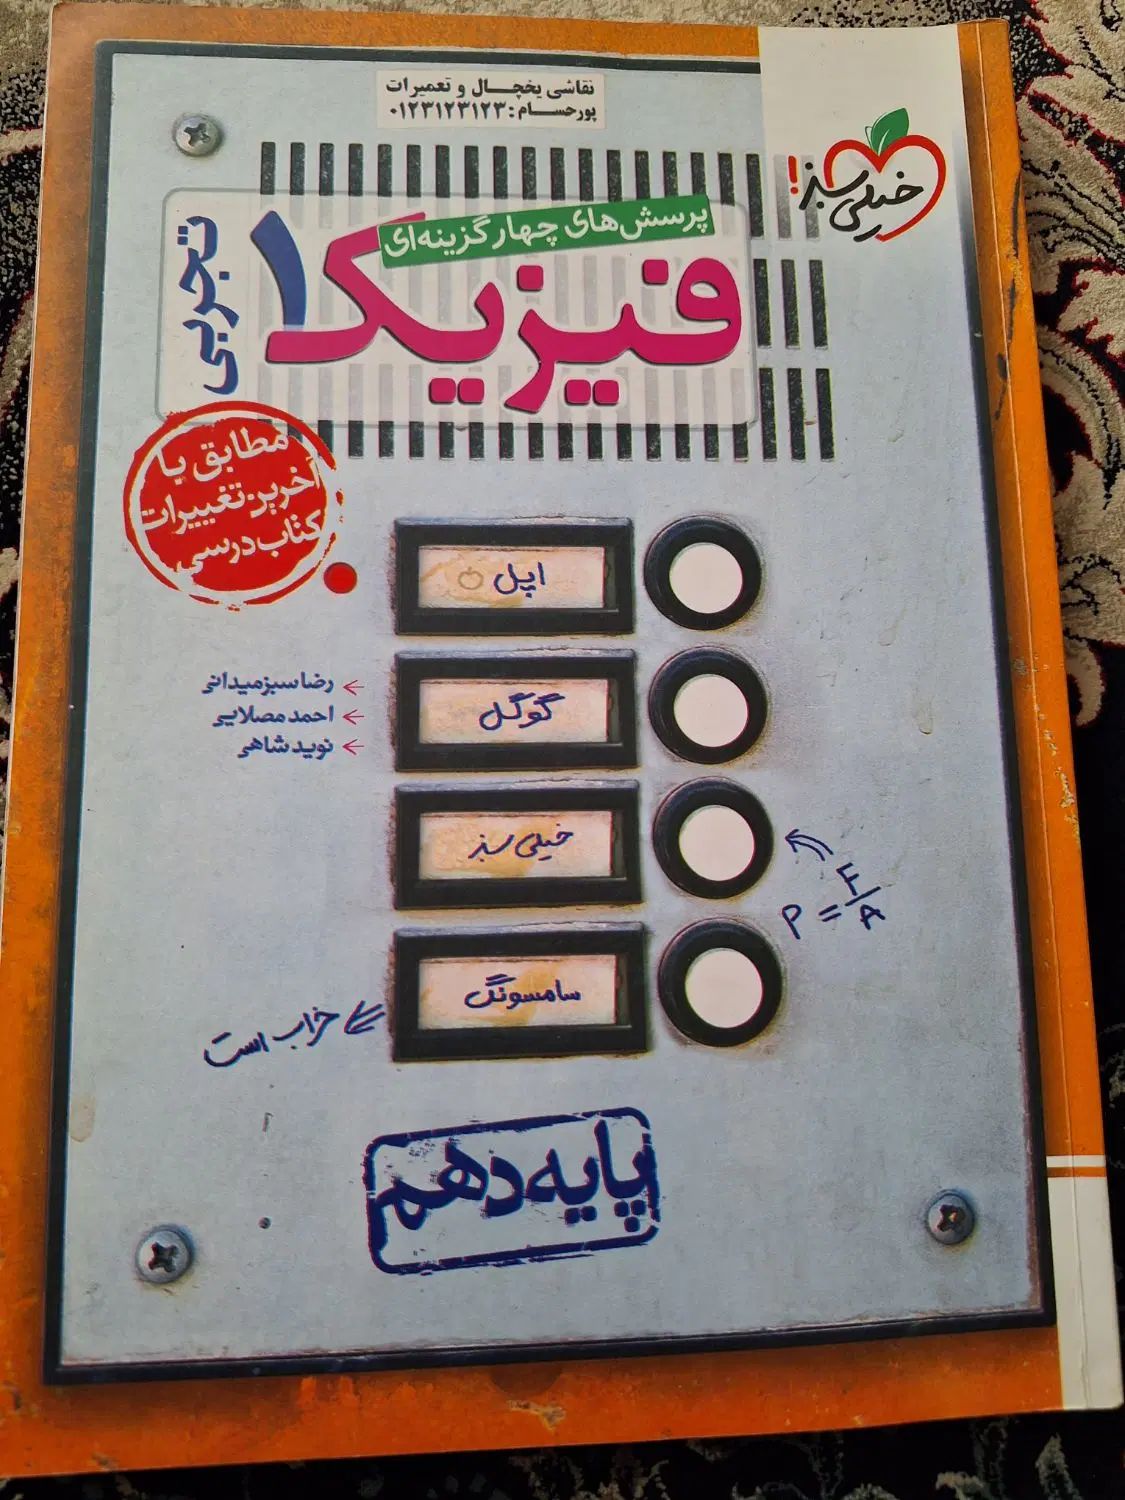 نقاشی یخچال و تعمیرات
پورحسام: ۰۱۲۳۱۲۳۱۲۳
خیلی سبز!
پرسش‌های چهارگزینه‌ای
فیزیک ۱
تجربی
مطابق با
آخرین تغییرات
کتاب درسی
اپل
رضا سبزمیدانی
احمد مصلایی
نوید شاهی
گوگل
خیلی سبز
P = F/A
سامسونگ
خراب است
پایه دهم